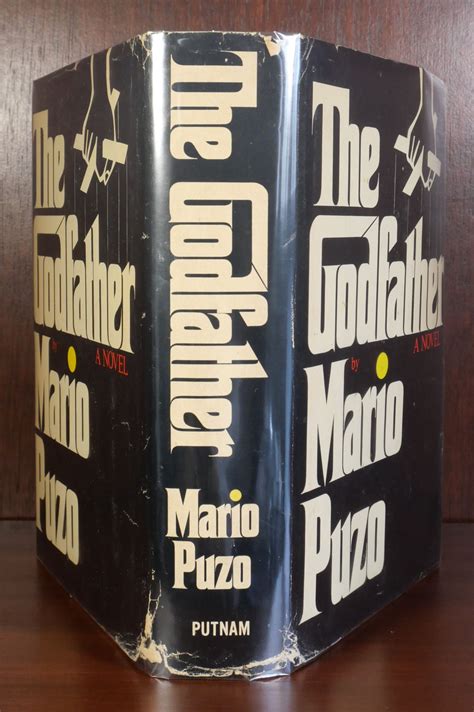 The
Godfather
by
A NOVEL
Mario
Puzo
The Godfather
Mario
Puzo
PUTNAM
The
Godfather
by
A NOVEL
Mario
Puzo